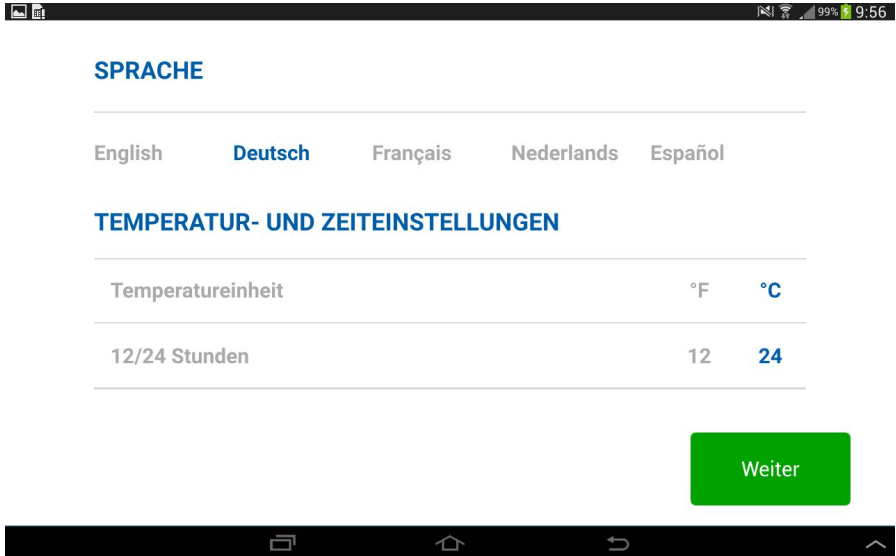 99% 9:56
SPRACHE
English Deutsch Français Nederlands Español
TEMPERATUR- UND ZEITEINSTELLUNGEN
Temperatureinheit °F °C
12/24 Stunden 12 24
Weiter